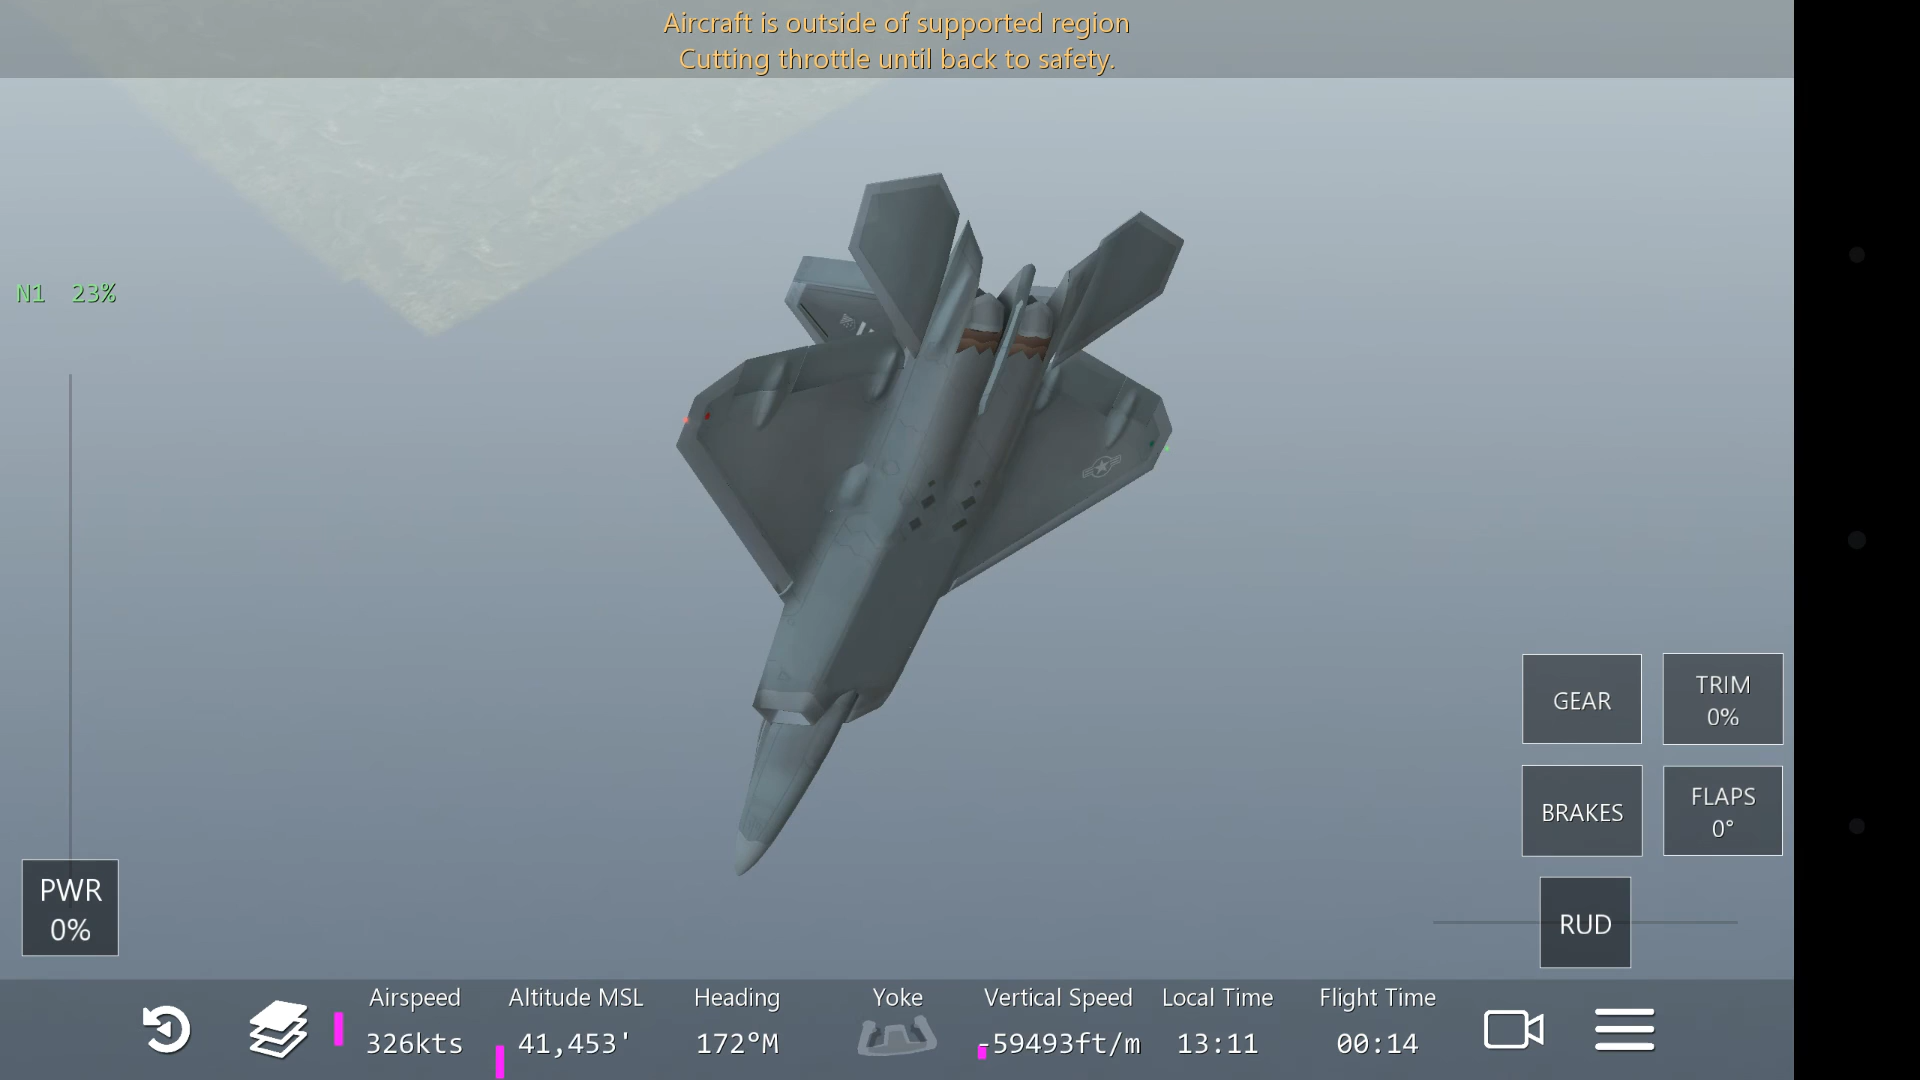 Aircraft is outside of supported region
Cutting throttle until back to safety.
N1 23%
GEAR
TRIM
0%
BRAKES
FLAPS
0°
PWR
0%
RUD
Airspeed
326kts
Altitude MSL
41,453'
Heading
172°M
Yoke
Vertical Speed
-59493ft/m
Local Time
13:11
Flight Time
00:14